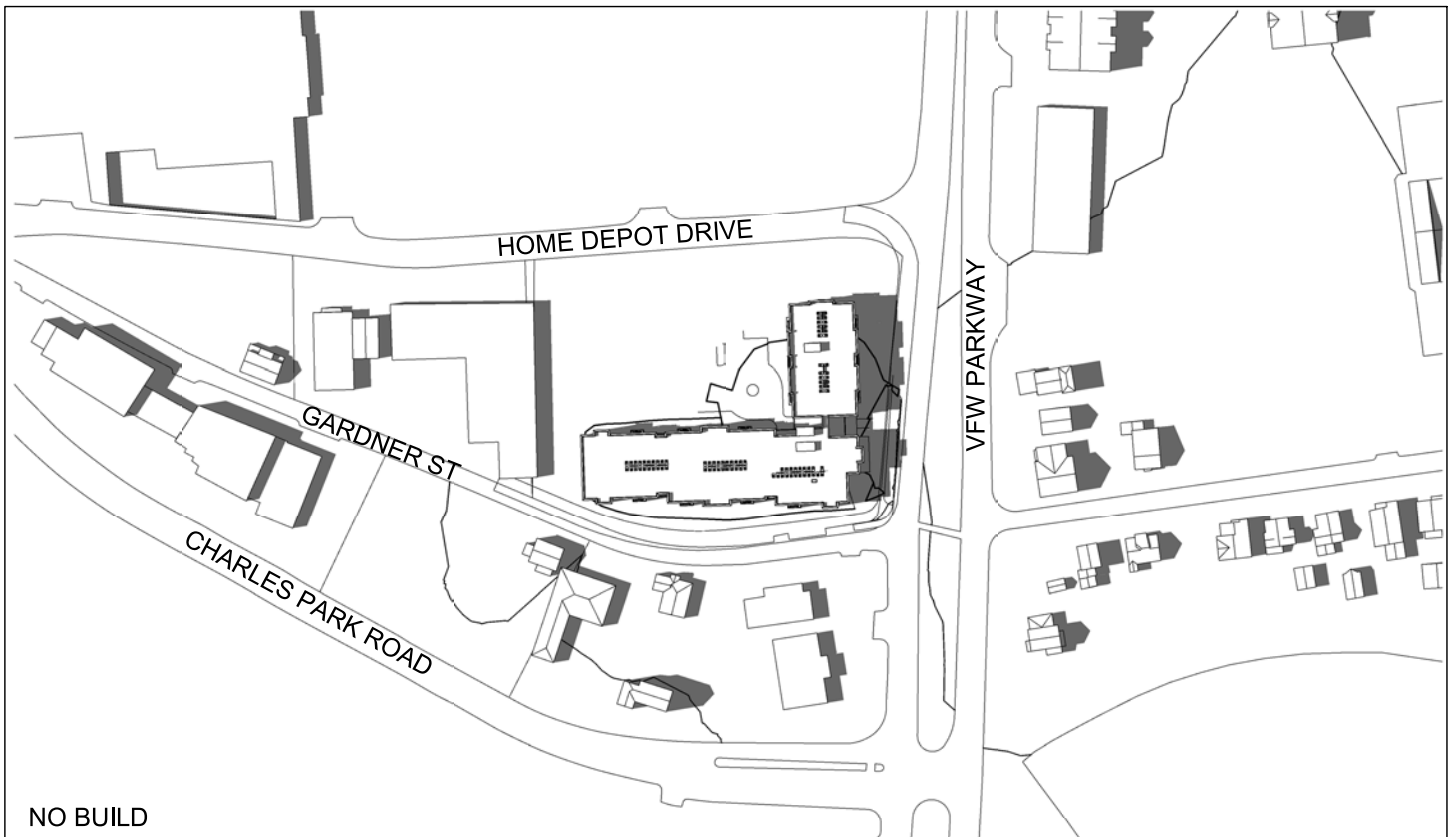 HOME DEPOT DRIVE
VFW PARKWAY
GARDNER ST
CHARLES PARK ROAD
NO BUILD